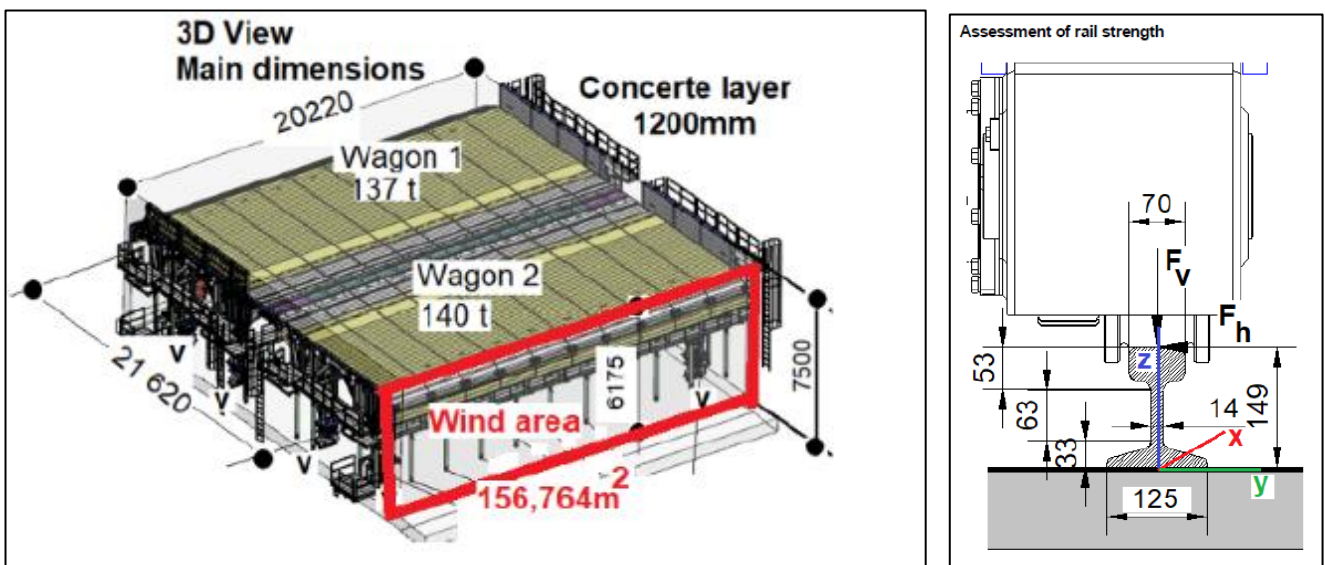 3D View
Main dimensions
20220
Concerte layer
1200mm
Wagon 1
137 t
Wagon 2
140 t
21 620
v
v
v
v
6175
7500
Wind area
156,764m2
Assessment of rail strength
70
Fv
Fh
53
z
63
14
149
33
x
y
125